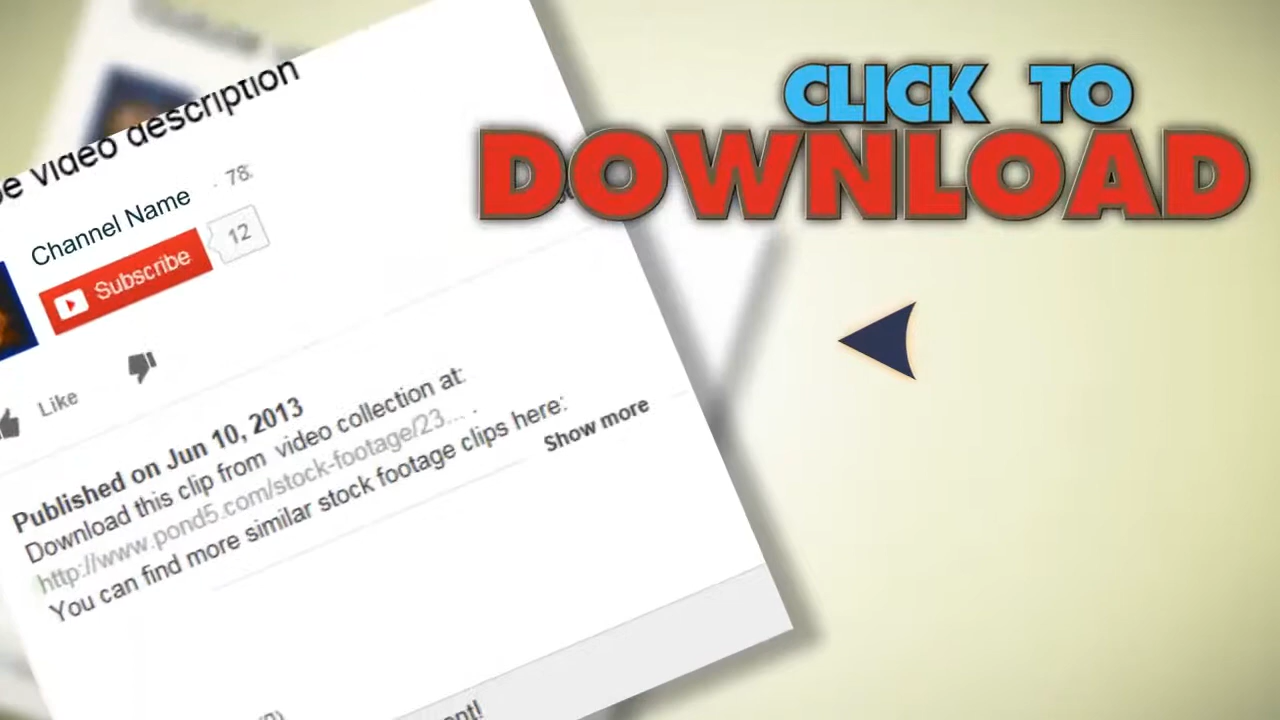 CLICK TO
DOWNLOAD
video description
Channel Name
78
Subscribe
12
Like
Published on Jun 10, 2013
Download this clip from video collection at:
http://www.pond5.com/stock-footage/23...
You can find more similar stock footage clips here:
Show more